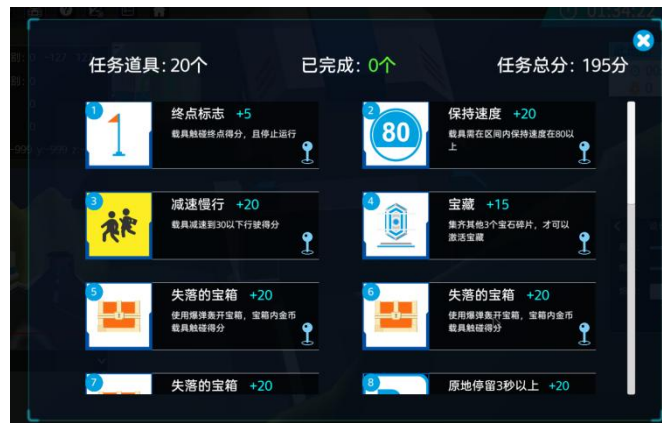 01:54:22
任务道具:20个 已完成: 0个 任务总分: 195分
1
终点标志 +5
载具触碰终点得分，且停止运行
2
80
保持速度 +20
载具需在区间内保持速度在80以
上
3
减速慢行 +20
载具减速到30以下行驶得分
4
宝藏 +15
集齐其他3个宝石碎片，才可以
激活宝藏
5
失落的宝箱 +20
使用爆弹轰开宝箱，宝箱内金币
载具触碰得分
6
失落的宝箱 +20
使用爆弹轰开宝箱，宝箱内金币
载具触碰得分
7
失落的宝箱 +20
8
原地停留3秒以上 +20